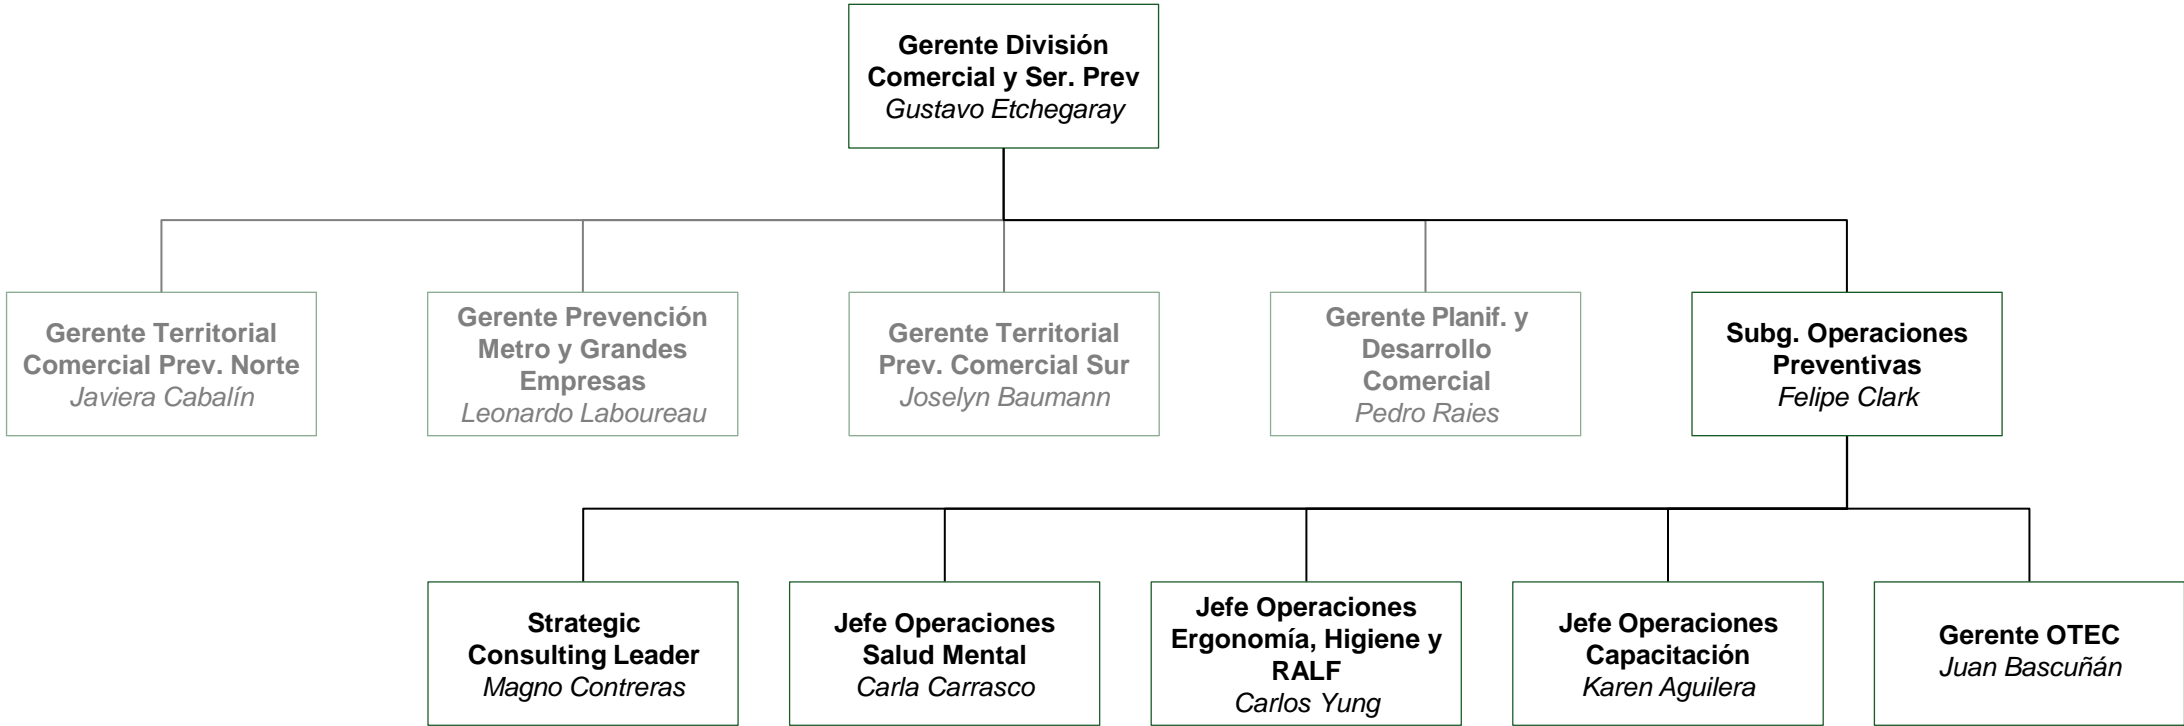 Gerente División
Comercial y Ser. Prev
Gustavo Etchegaray
Gerente Territorial
Comercial Prev. Norte
Javiera Cabalín
Gerente Prevención
Metro y Grandes
Empresas
Leonardo Laboureau
Gerente Territorial
Prev. Comercial Sur
Joselyn Baumann
Gerente Planif. y
Desarrollo
Comercial
Pedro Raies
Subg. Operaciones
Preventivas
Felipe Clark
Strategic
Consulting Leader
Magno Contreras
Jefe Operaciones
Salud Mental
Carla Carrasco
Jefe Operaciones
Ergonomía, Higiene y
RALF
Carlos Yung
Jefe Operaciones
Capacitación
Karen Aguilera
Gerente OTEC
Juan Bascuñán